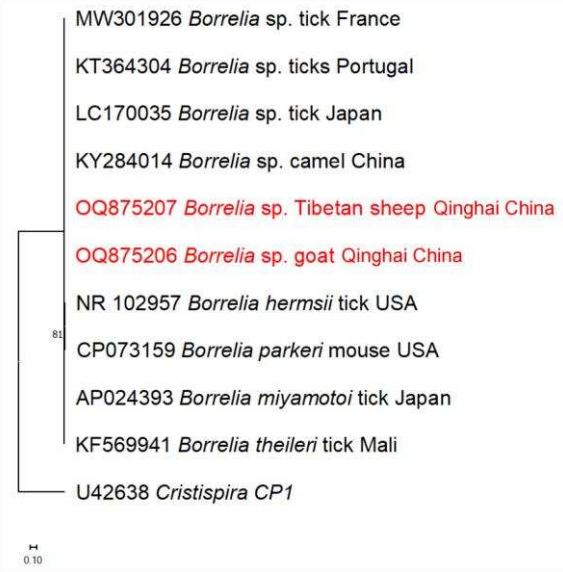 MW301926 Borrelia sp. tick France
KT364304 Borrelia sp. ticks Portugal
LC170035 Borrelia sp. tick Japan
KY284014 Borrelia sp. camel China
OQ875207 Borrelia sp. Tibetan sheep Qinghai China
OQ875206 Borrelia sp. goat Qinghai China
NR 102957 Borrelia hermsii tick USA
81
CP073159 Borrelia parkeri mouse USA
AP024393 Borrelia miyamotoi tick Japan
KF569941 Borrelia theileri tick Mali
U42638 Cristispira CP1
0.10